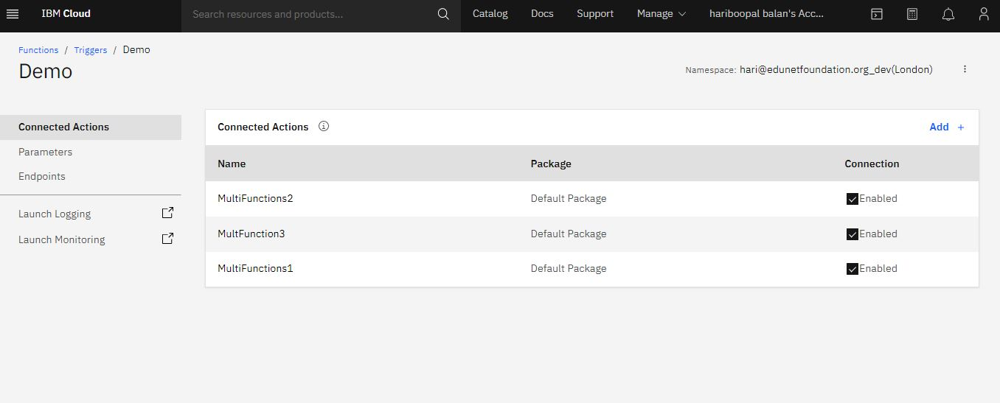 IBM Cloud
Search resources and products...
Catalog
Docs
Support
Manage
hariboopal balan's Acc...
Functions / Triggers / Demo
Demo
Namespace: hari@edunetfoundation.org_dev(London)
Connected Actions
Parameters
Endpoints
Launch Logging
Launch Monitoring
Connected Actions
Add +
Name Package Connection
MultiFunctions2 Default Package Enabled
MultFunction3 Default Package Enabled
MultiFunctions1 Default Package Enabled